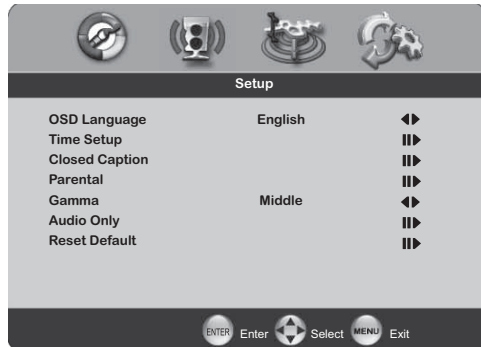 Setup
OSD Language English
Time Setup
Closed Caption
Parental
Gamma Middle
Audio Only
Reset Default
ENTER Enter Select MENU Exit